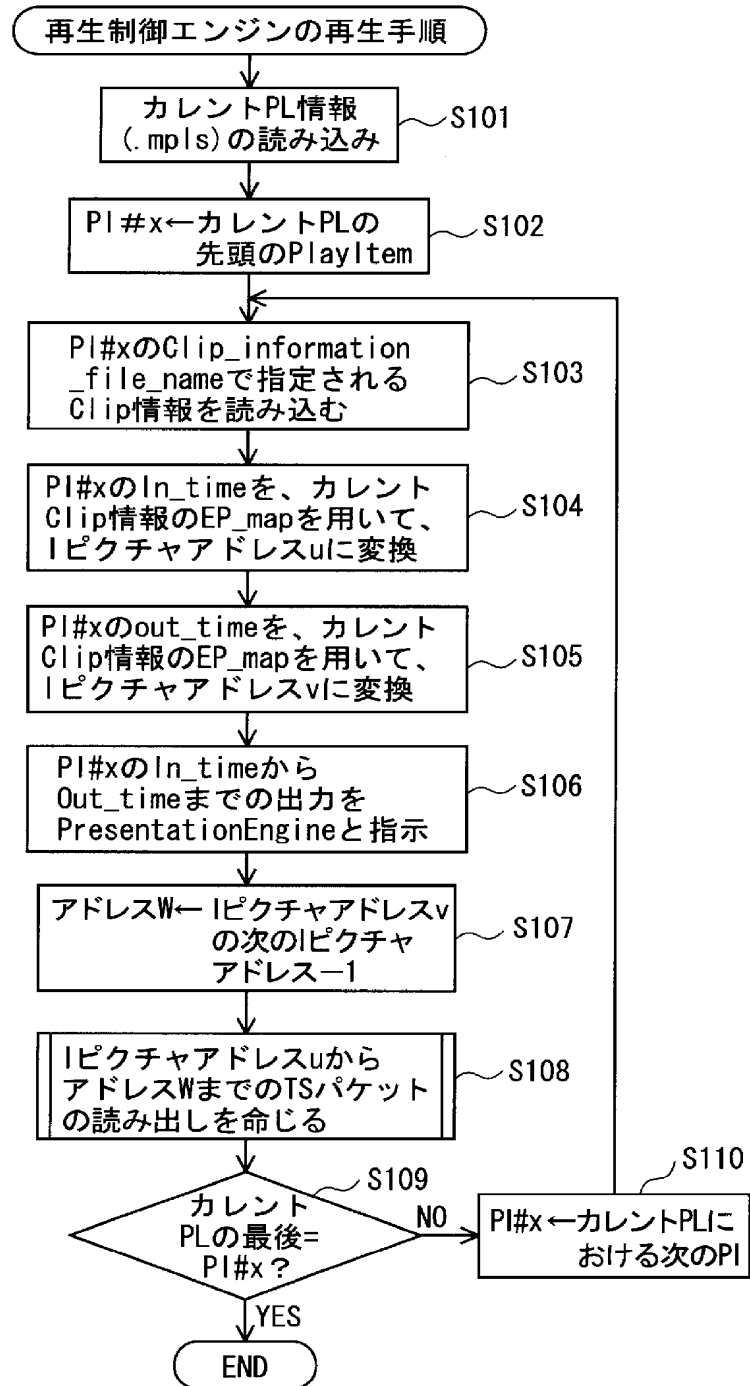 再生制御エンジンの再生手順
カレントPL情報
(.mpls)の読み込み
S101
PI#x←カレントPLの
先頭のPlayItem
S102
PI#xのClip_information
_file_nameで指定される
Clip情報を読み込む
S103
PI#xのIn_timeを、カレント
Clip情報のEP_mapを用いて、
Iピクチャアドレスuに変換
S104
PI#xのout_timeを、カレント
Clip情報のEP_mapを用いて、
Iピクチャアドレスvに変換
S105
PI#xのIn_timeから
Out_timeまでの出力を
PresentationEngineと指示
S106
アドレスW←Iピクチャアドレスv
の次のIピクチャ
アドレス－1
S107
Iピクチャアドレスuから
アドレスWまでのTSパケット
の読み出しを命じる
S108
カレント
PLの最後=
PI#x？
S109
NO
PI#x←カレントPLに
おける次のPI
S110
YES
END